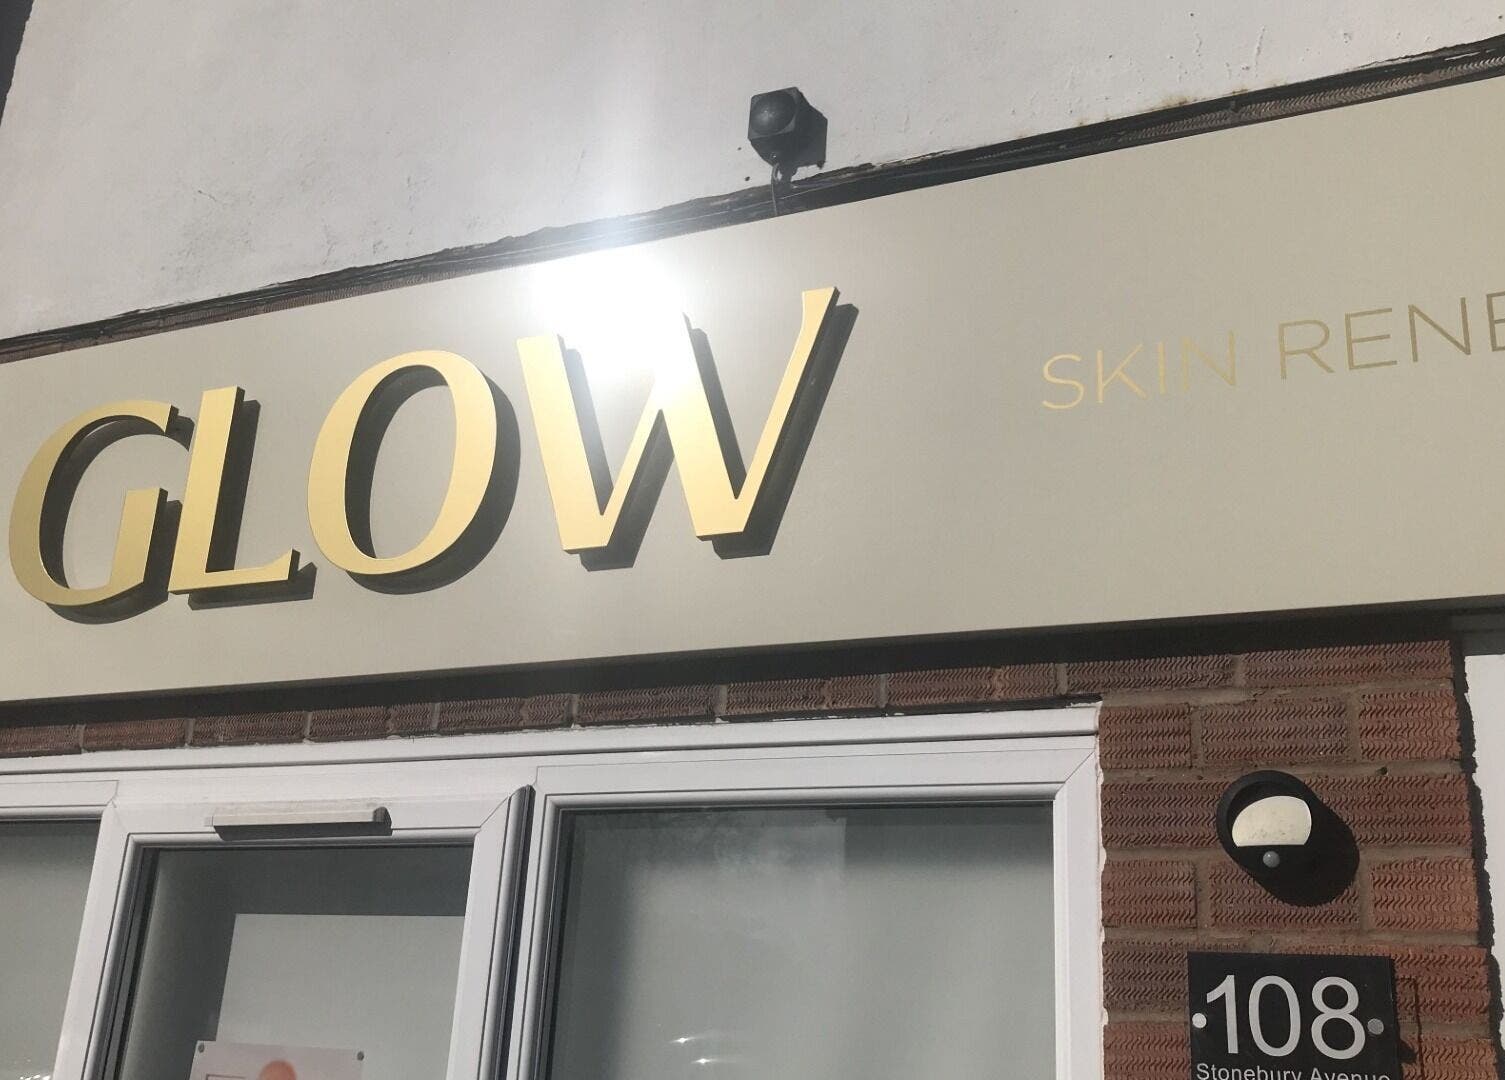 GLOW
SKIN RENE
108
Stonebury Avenue